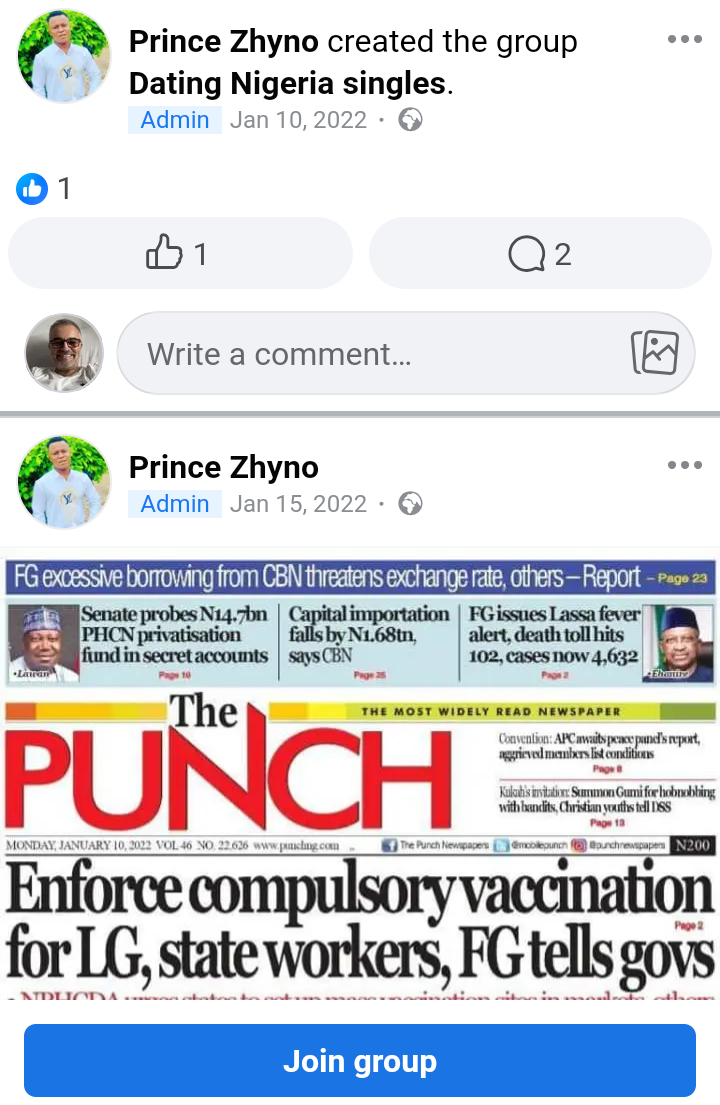 Prince Zhyno created the group
Dating Nigeria singles.
Admin Jan 10, 2022 ·
1
1
2
Write a comment...
Prince Zhyno
Admin Jan 15, 2022 ·
FG excessive borrowing from CBN threatens exchange rate, others – Report – Page 23
Senate probes N14.7bn
PHCN privatisation
fund in secret accounts
Page 10
•Lawan
Capital importation
falls by N1.68tn,
says CBN
Page 25
FG issues Lassa fever
alert, death toll hits
102, cases now 4,632
Page 2
•Ehanire
The
PUNCH
THE MOST WIDELY READ NEWSPAPER
Convention: APC awaits peace panel's report,
aggrieved members list conditions
Page 8
Kukah's invitation: Summon Gumi for hobnobbing
with bandits, Christian youths tell DSS
Page 13
MONDAY, JANUARY 10, 2022 VOL 46 NO. 22,626 www.punchng.com
The Punch Newspapers @mobilepunch @punchnewspapers N200
Enforce compulsory vaccination
for LG, state workers, FG tells govs
Page 2
Join group